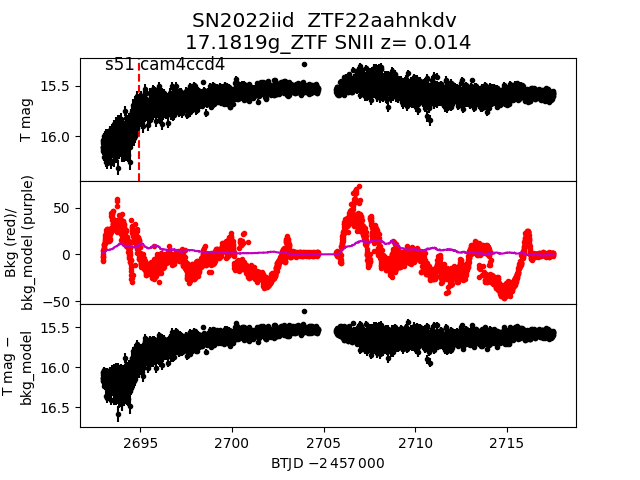 SN2022iid  ZTF22aahnkdv
17.1819g_ZTF SNII z= 0.014
s51 cam4ccd4
T mag
15.5
16.0
Bkg (red)/
bkg_model (purple)
50
0
−50
T mag −
bkg_model
15.5
16.0
16.5
2695
2700
2705
2710
2715
BTJD −2 457 000